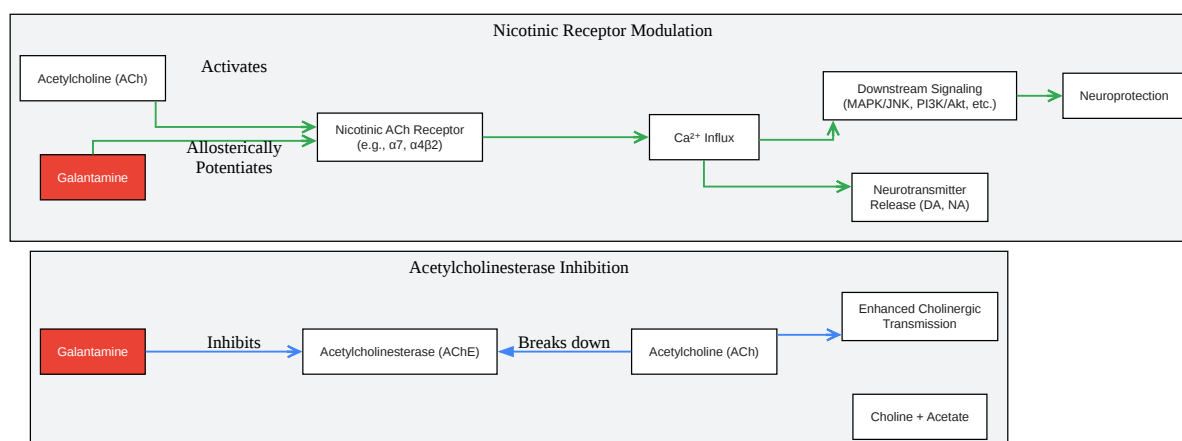 Nicotinic Receptor Modulation
Acetylcholine (ACh)
Activates
Galantamine
Allosterically
Potentiates
Nicotinic ACh Receptor
(e.g., α7, α4β2)
Ca²⁺ Influx
Downstream Signaling
(MAPK/JNK, PI3K/Akt, etc.)
Neuroprotection
Neurotransmitter
Release (DA, NA)
Acetylcholinesterase Inhibition
Galantamine
Inhibits
Acetylcholinesterase (AChE)
Breaks down
Acetylcholine (ACh)
Enhanced Cholinergic
Transmission
Choline + Acetate